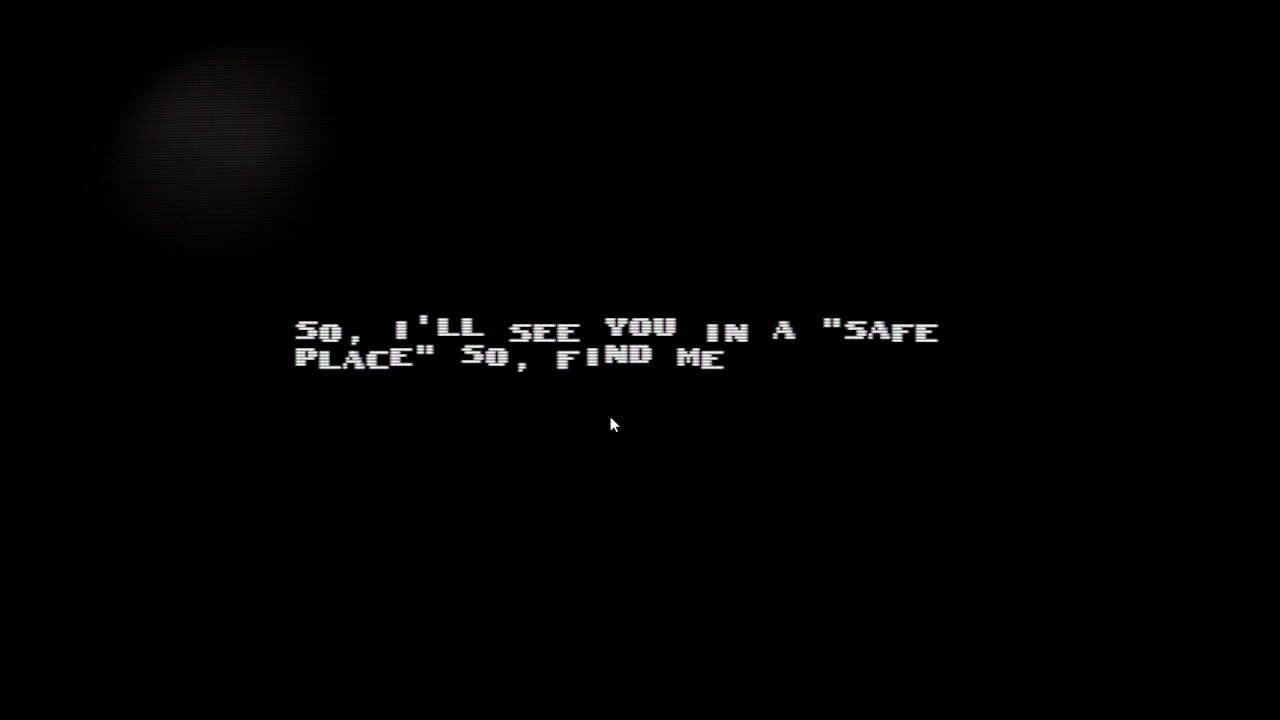 SO, I'LL SEE YOU IN A "SAFE
PLACE" SO, FIND ME